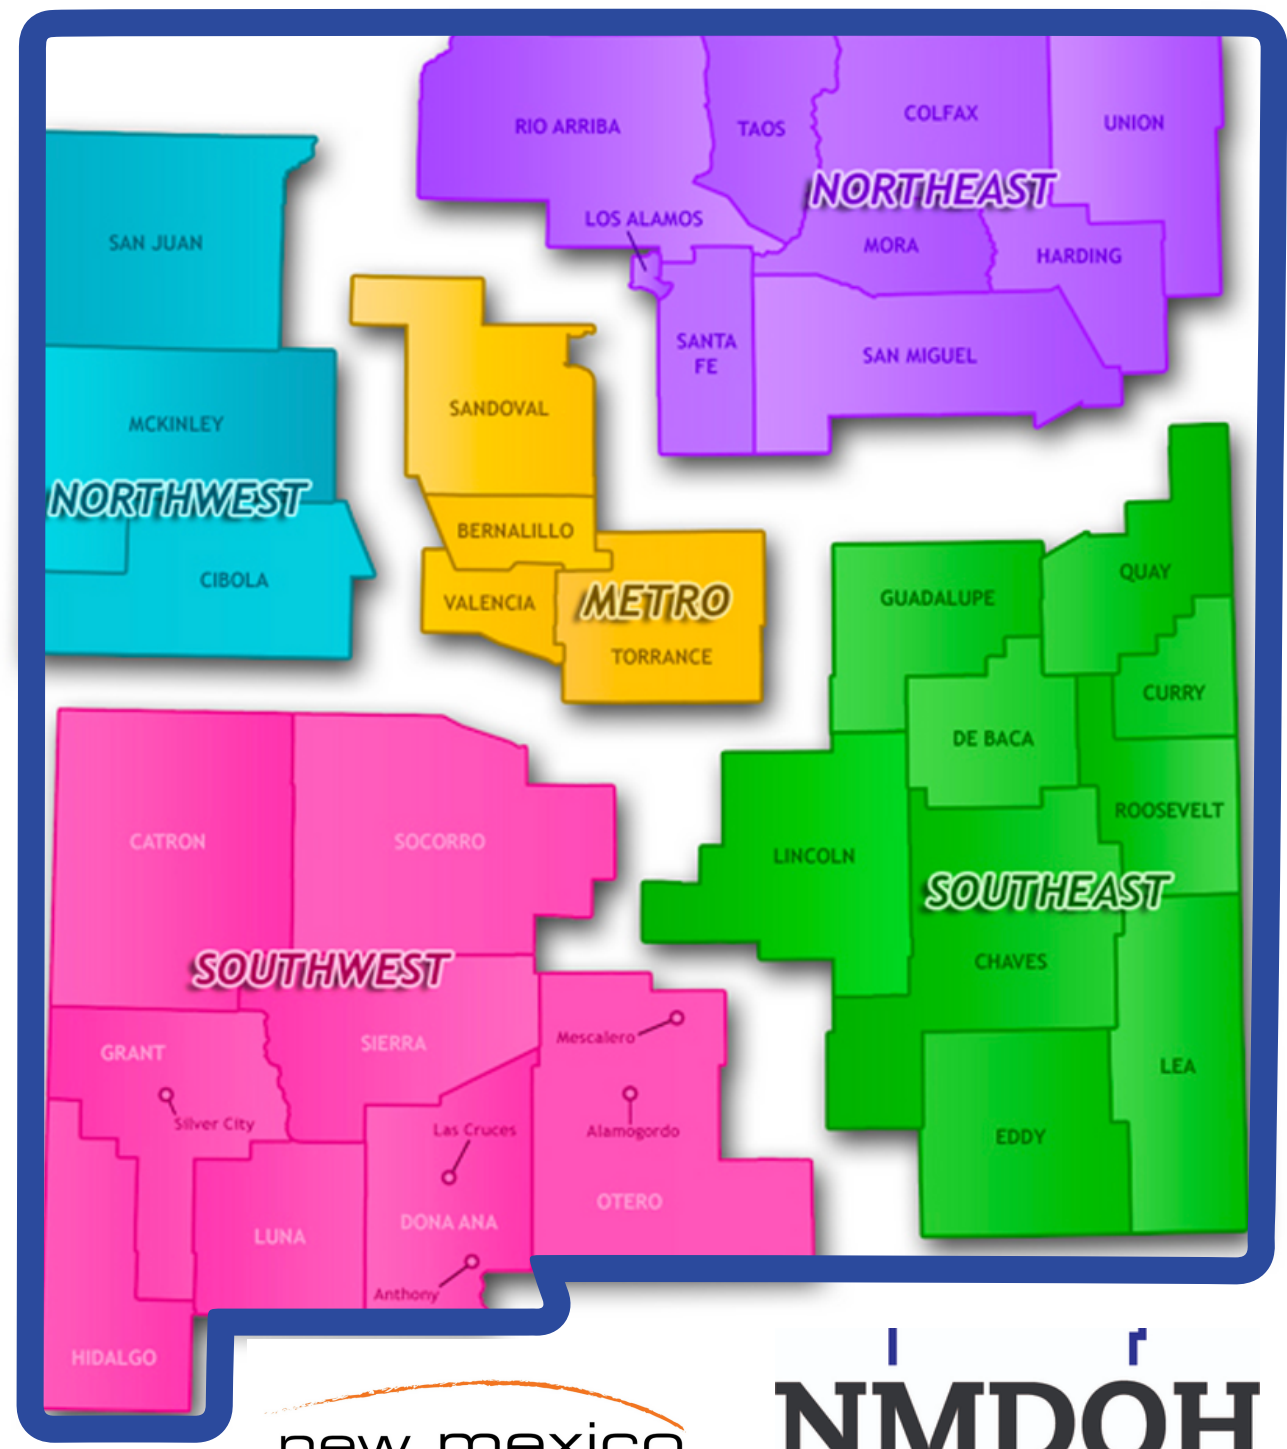 RIO ARRIBA
TAOS
COLFAX
UNION
NORTHEAST
LOS ALAMOS
MORA
HARDING
SANTA
FE
SAN MIGUEL
SAN JUAN
MCKINLEY
NORTHWEST
CIBOLA
SANDOVAL
BERNALILLO
VALENCIA
METRO
TORRANCE
GUADALUPE
QUAY
CURRY
DE BACA
ROOSEVELT
LINCOLN
SOUTHEAST
CHAVES
LEA
EDDY
CATRON
SOCORRO
SOUTHWEST
GRANT
SIERRA
Mescalero
Silver City
Las Cruces
Alamogordo
DONA ANA
OTERO
LUNA
Anthony
HIDALGO
new mexico
NMDOH